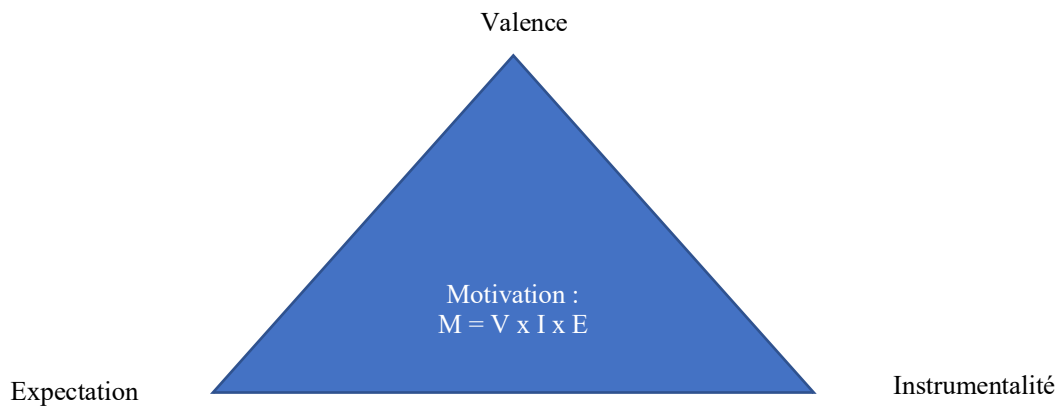 Valence
Motivation :
M = V x I x E
Expectation
Instrumentalité